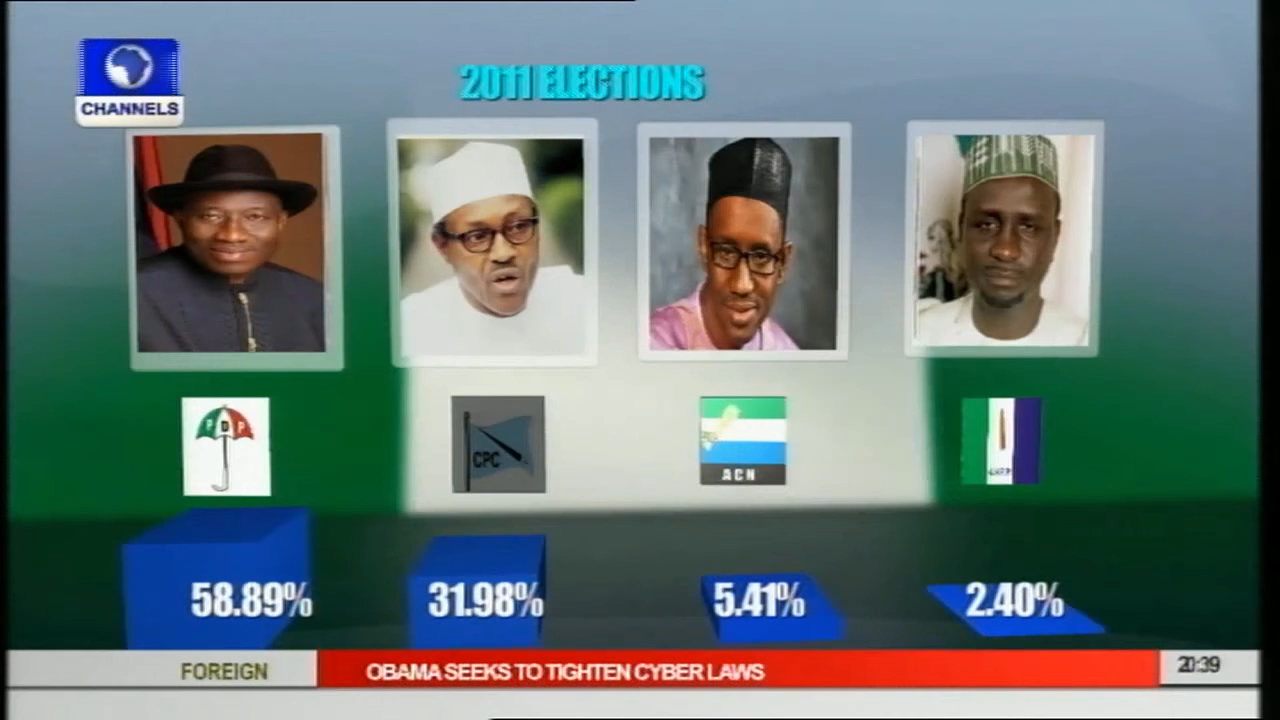 CHANNELS
2011 ELECTIONS
PDP
CPC
ACN
58.89%
31.98%
5.41%
2.40%
FOREIGN
OBAMA SEEKS TO TIGHTEN CYBER LAWS
20:39